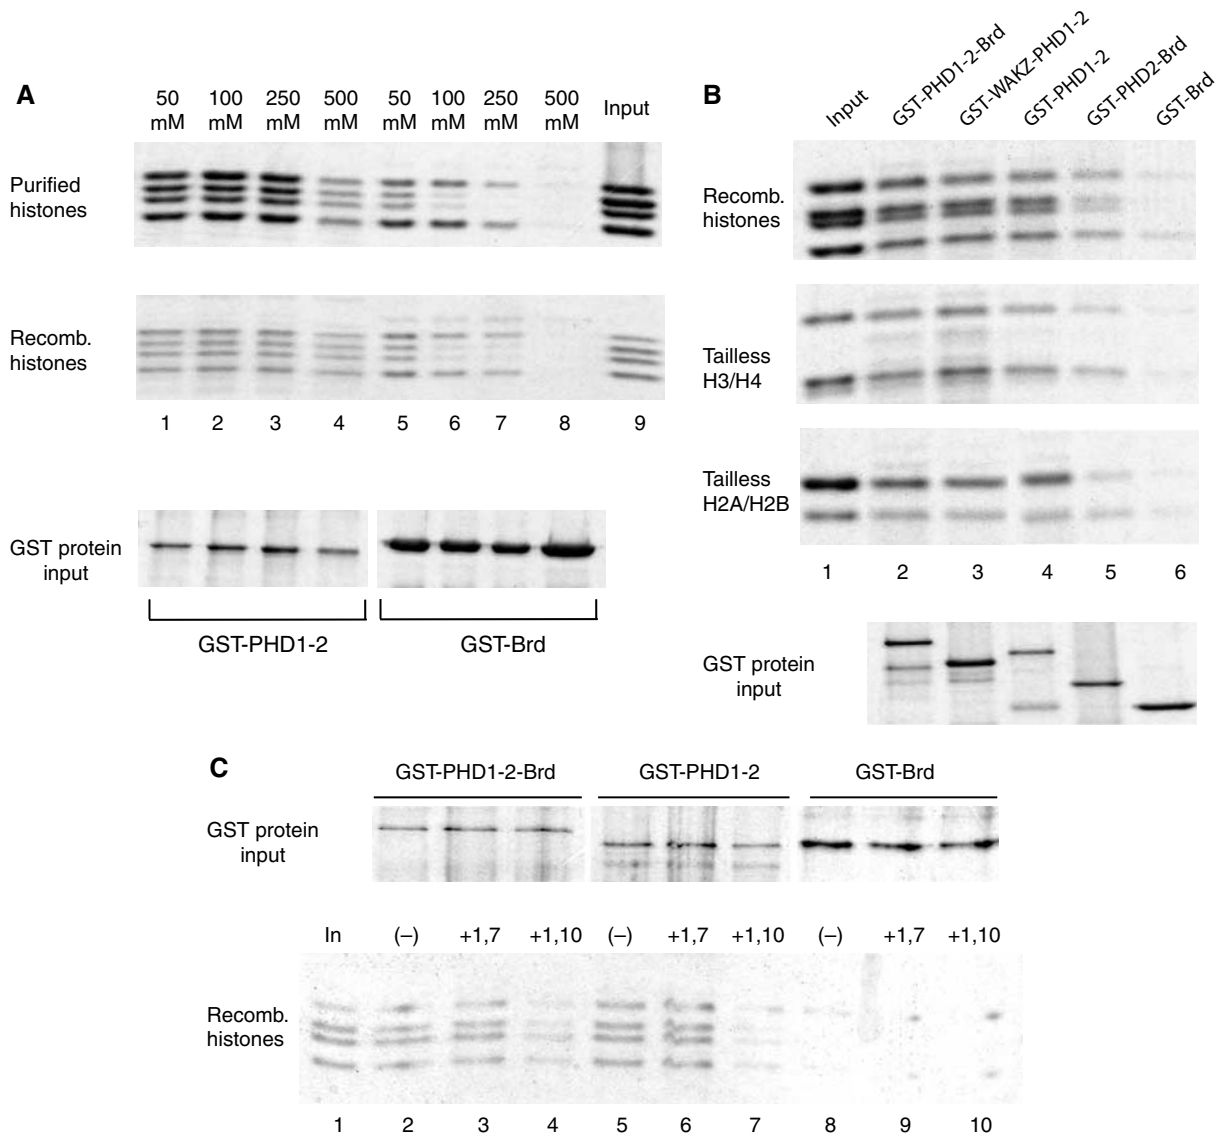 A
50 mM 100 mM 250 mM 500 mM 50 mM 100 mM 250 mM 500 mM Input
Purified
histones
Recomb.
histones
1 2 3 4 5 6 7 8 9
GST protein
input
GST-PHD1-2 GST-Brd
B
Input GST-PHD1-2-Brd GST-WAKZ-PHD1-2 GST-PHD1-2 GST-PHD2-Brd GST-Brd
Recomb.
histones
Tailless
H3/H4
Tailless
H2A/H2B
1 2 3 4 5 6
GST protein
input
C
GST-PHD1-2-Brd GST-PHD1-2 GST-Brd
GST protein
input
In (–) +1,7 +1,10 (–) +1,7 +1,10 (–) +1,7 +1,10
Recomb.
histones
1 2 3 4 5 6 7 8 9 10